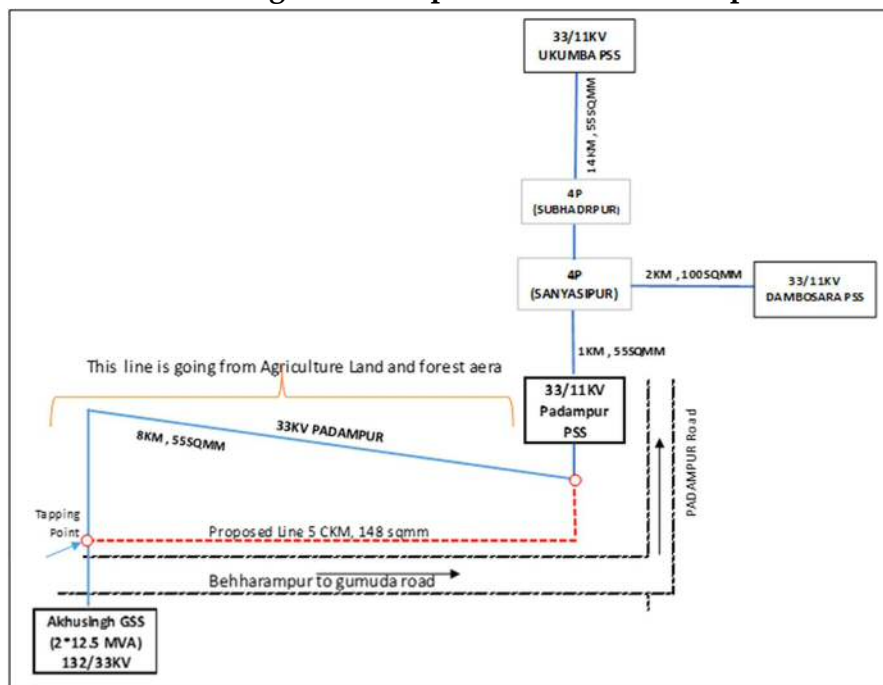 33/11KV
UKUMBA PSS
14KM , 55SQMM
4P
(SUBHADRPUR)
4P
(SANYASIPUR)
2KM , 100SQMM
33/11KV
DAMBOSARA PSS
1KM , 55SQMM
This line is going from Agriculture Land and forest aera
33/11KV
Padampur
PSS
33KV PADAMPUR
8KM , 55SQMM
PADAMPUR Road
Tapping
Point
Proposed Line 5 CKM, 148 sqmm
Behharampur to gumuda road
Akhusingh GSS
(2*12.5 MVA)
132/33KV